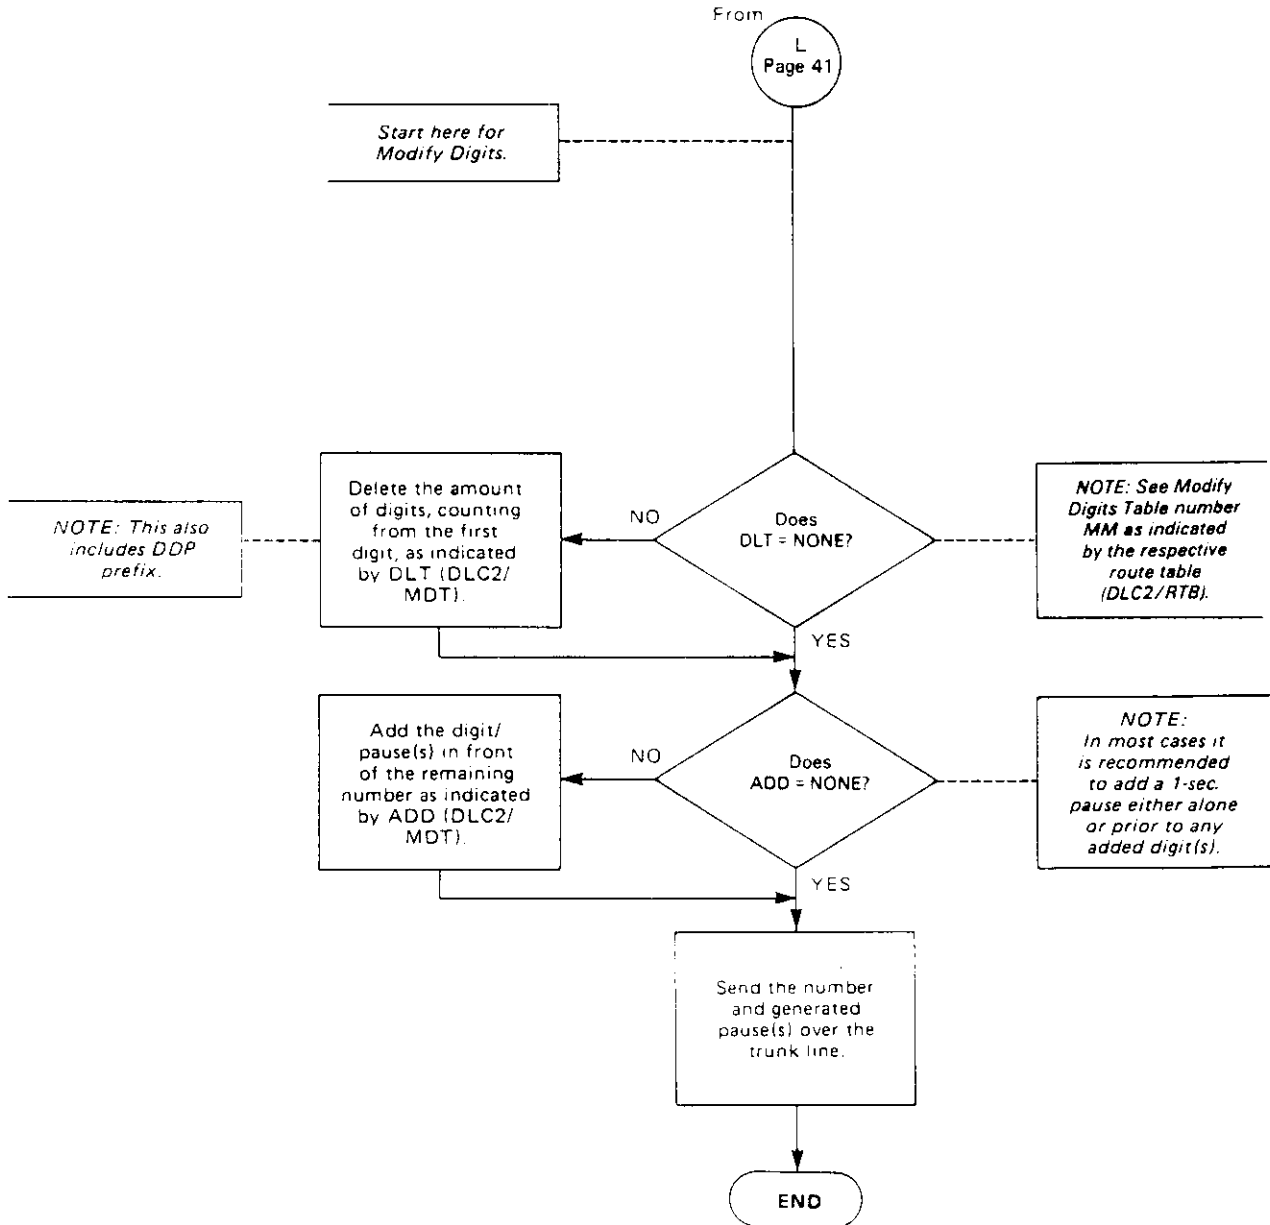 From
L
Page 41
Start here for
Modify Digits.
Delete the amount
of digits, counting
from the first
digit, as indicated
by DLT (DLC2/
MDT).
NO
Does
DLT = NONE?
NOTE: See Modify
Digits Table number
MM as indicated
by the respective
route table
(DLC2/RTB).
NOTE: This also
includes DDP
prefix.
YES
Add the digit/
pause(s) in front
of the remaining
number as indicated
by ADD (DLC2/
MDT).
NO
Does
ADD = NONE?
NOTE:
In most cases it
is recommended
to add a 1-sec.
pause either alone
or prior to any
added digit(s).
YES
Send the number
and generated
pause(s) over the
trunk line.
END